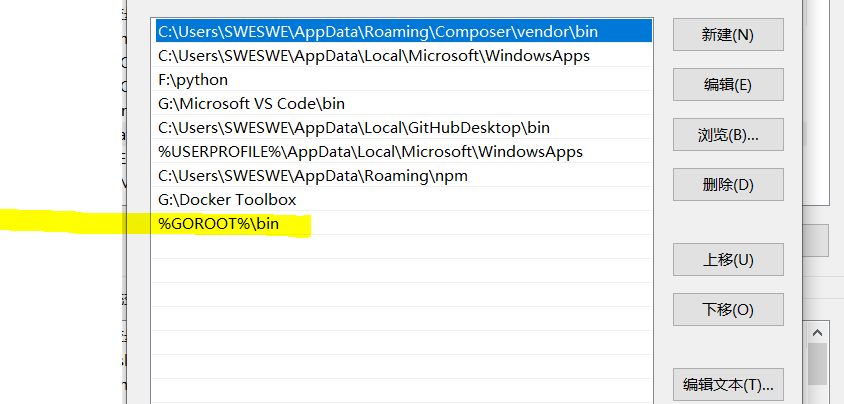 C:\Users\SWESWE\AppData\Roaming\Composer\vendor\bin
新建(N)
C:\Users\SWESWE\AppData\Local\Microsoft\WindowsApps
F:\python
编辑(E)
G:\Microsoft VS Code\bin
C:\Users\SWESWE\AppData\Local\GitHubDesktop\bin
浏览(B)...
%USERPROFILE%\AppData\Local\Microsoft\WindowsApps
C:\Users\SWESWE\AppData\Roaming\npm
删除(D)
G:\Docker Toolbox
%GOROOT%\bin
上移(U)
下移(O)
编辑文本(T)...